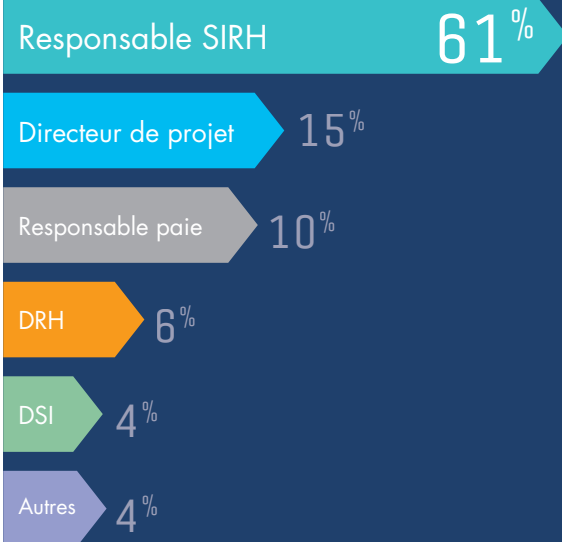 Responsable SIRH 61%
Directeur de projet 15%
Responsable paie 10%
DRH 6%
DSI 4%
Autres 4%